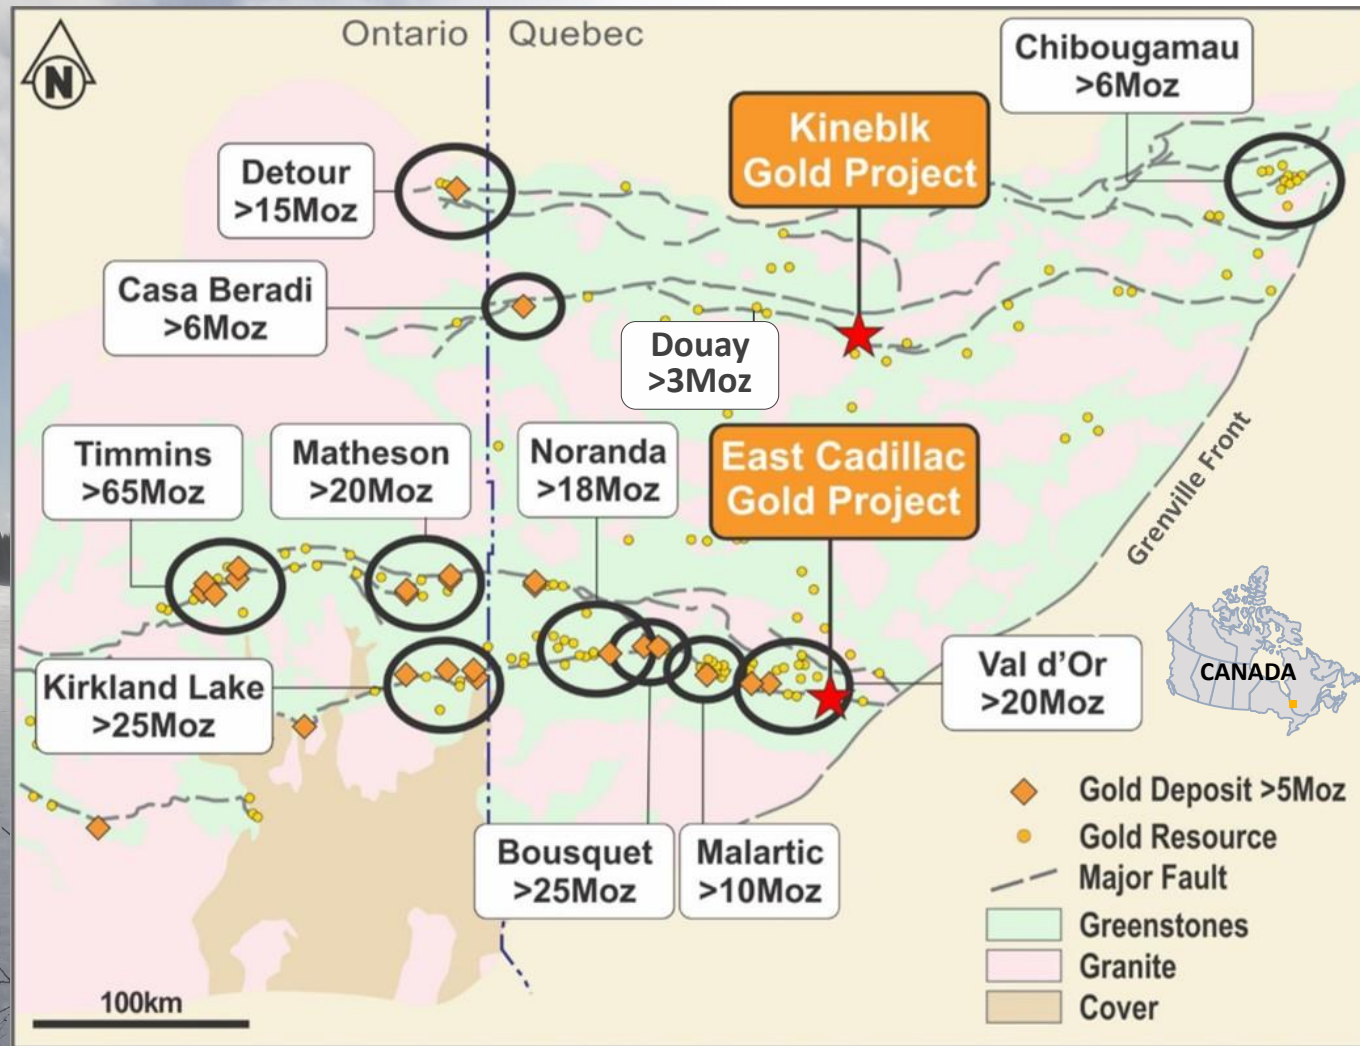 Ontario
Quebec
N
Chibougamau
>6Moz
Kineblk
Gold Project
Detour
>15Moz
Casa Beradi
>6Moz
Douay
>3Moz
Timmins
>65Moz
Matheson
>20Moz
Noranda
>18Moz
East Cadillac
Gold Project
Grenville Front
CANADA
Kirkland Lake
>25Moz
Val d’Or
>20Moz
Bousquet
>25Moz
Malartic
>10Moz
Gold Deposit >5Moz
Gold Resource
Major Fault
Greenstones
Granite
Cover
100km